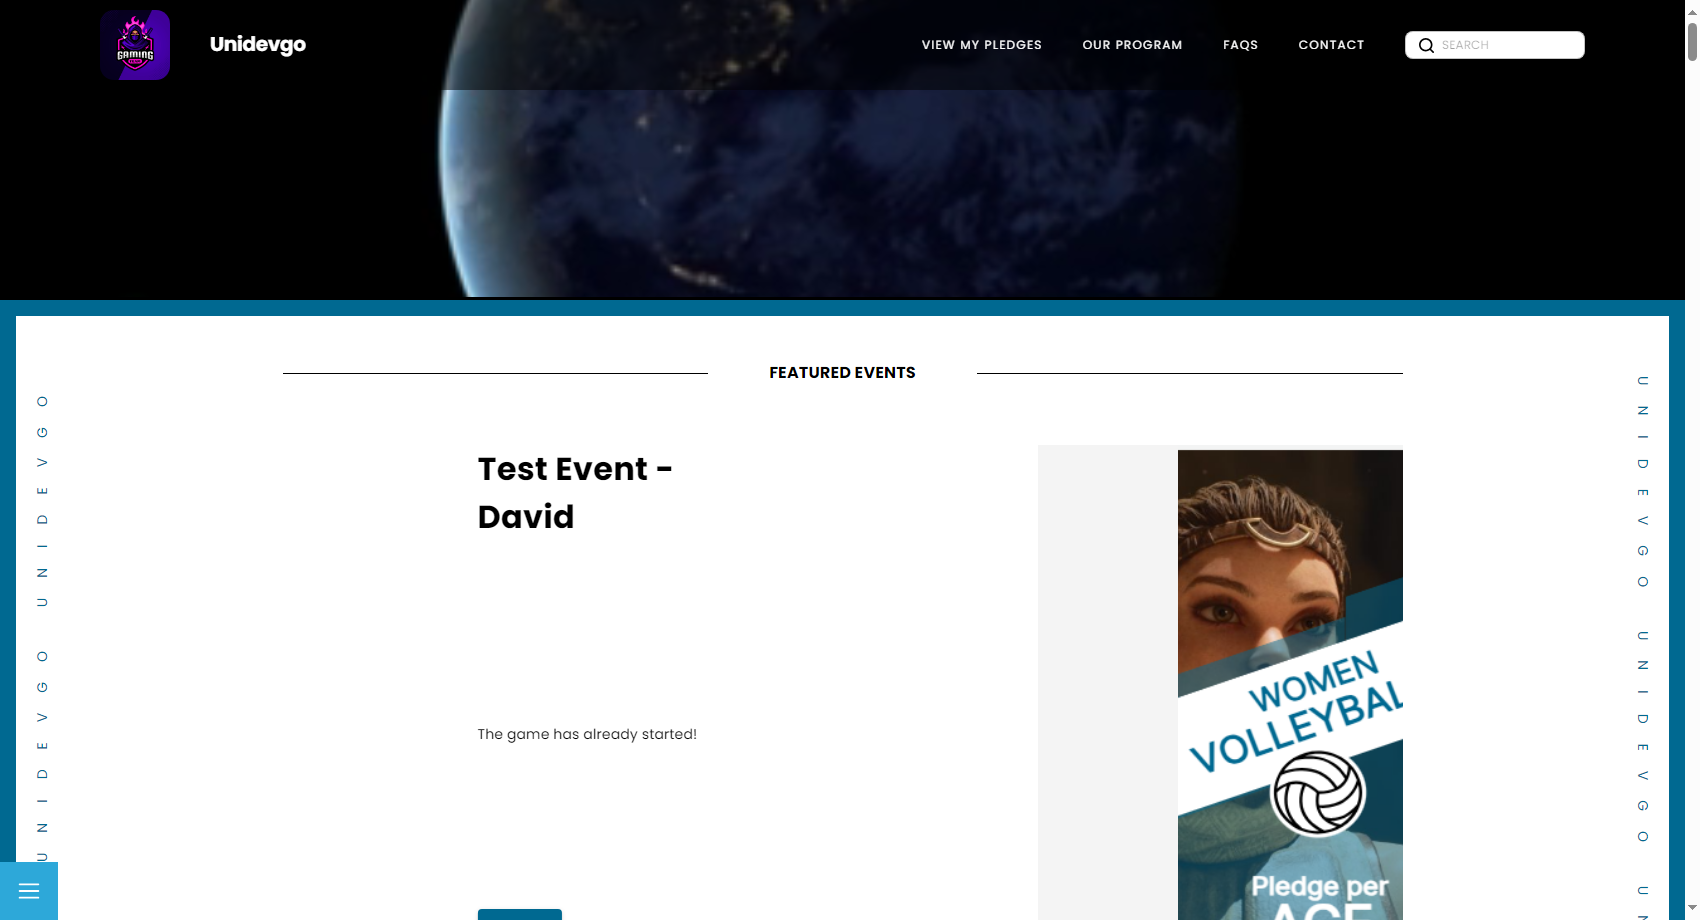 GAMING
Unidevgo
VIEW MY PLEDGES
OUR PROGRAM
FAQS
CONTACT
SEARCH
FEATURED EVENTS
UNIDEVGO UNIDEVGO
Test Event -
David
The game has already started!
WOMEN
VOLLEYBAL
Pledge per
ACE
UNIDEVGO UNIDEVGO UN